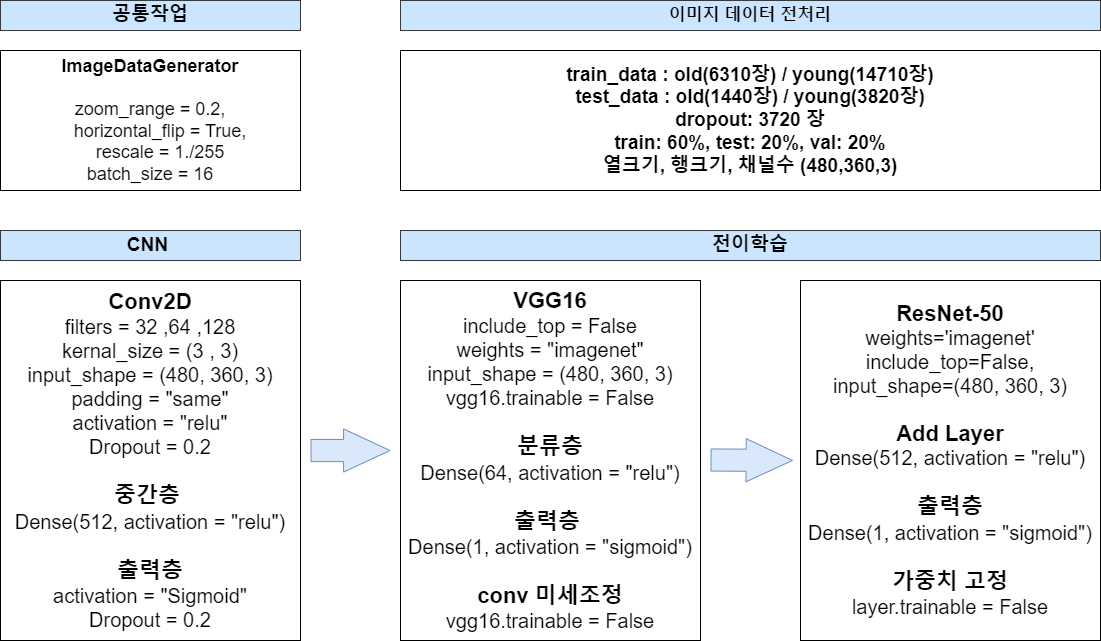 공통작업
ImageDataGenerator
zoom_range = 0.2,
horizontal_flip = True,
rescale = 1./255
batch_size = 16
이미지 데이터 전처리
train_data : old(6310장) / young(14710장)
test_data : old(1440장) / young(3820장)
dropout: 3720 장
train: 60%, test: 20%, val: 20%
열크기, 행크기, 채널수 (480,360,3)
CNN
Conv2D
filters = 32 ,64 ,128
kernal_size = (3 , 3)
input_shape = (480, 360, 3)
padding = "same"
activation = "relu"
Dropout = 0.2
중간층
Dense(512, activation = "relu")
출력층
activation = "Sigmoid"
Dropout = 0.2
전이학습
VGG16
include_top = False
weights = "imagenet"
input_shape = (480, 360, 3)
vgg16.trainable = False
분류층
Dense(64, activation = "relu")
출력층
Dense(1, activation = "sigmoid")
conv 미세조정
vgg16.trainable = False
ResNet-50
weights='imagenet'
include_top=False,
input_shape=(480, 360, 3)
Add Layer
Dense(512, activation = "relu")
출력층
Dense(1, activation = "sigmoid")
가중치 고정
layer.trainable = False